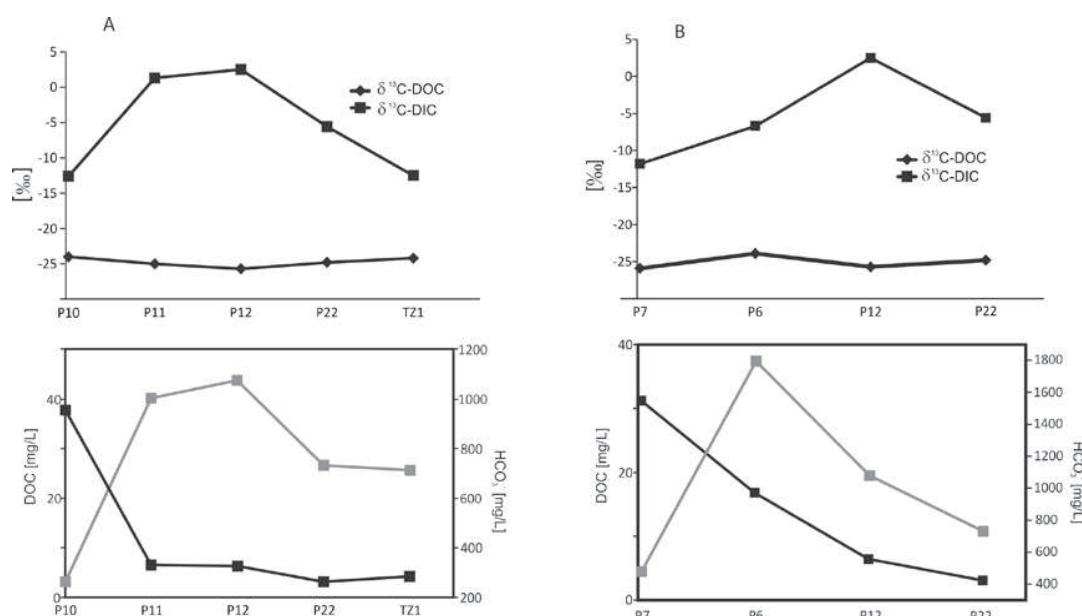 A
5
0
-5
-10
-15
-20
-25
[‰]
δ¹³C-DOC
δ¹³C-DIC
P10 P11 P12 P22 TZ1
B
5
0
-5
-10
-15
-20
-25
[‰]
δ¹³C-DOC
δ¹³C-DIC
P7 P6 P12 P22
40
20
0
DOC [mg/L]
1200
1000
800
600
400
200
HCO₃⁻ [mg/L]
P10 P11 P12 P22 TZ1
40
20
0
DOC [mg/L]
1800
1600
1400
1200
1000
800
600
400
HCO₃⁻ [mg/L]
P7 P6 P12 P22